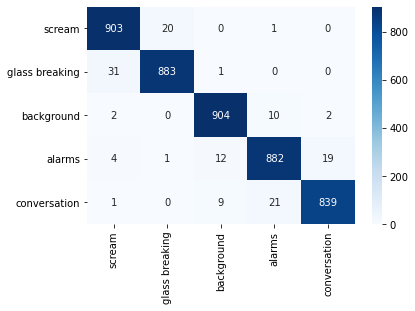 scream 903 20 0 1 0
glass breaking 31 883 1 0 0
background 2 0 904 10 2
alarms 4 1 12 882 19
conversation 1 0 9 21 839
scream
glass breaking
background
alarms
conversation
800
600
400
200
0